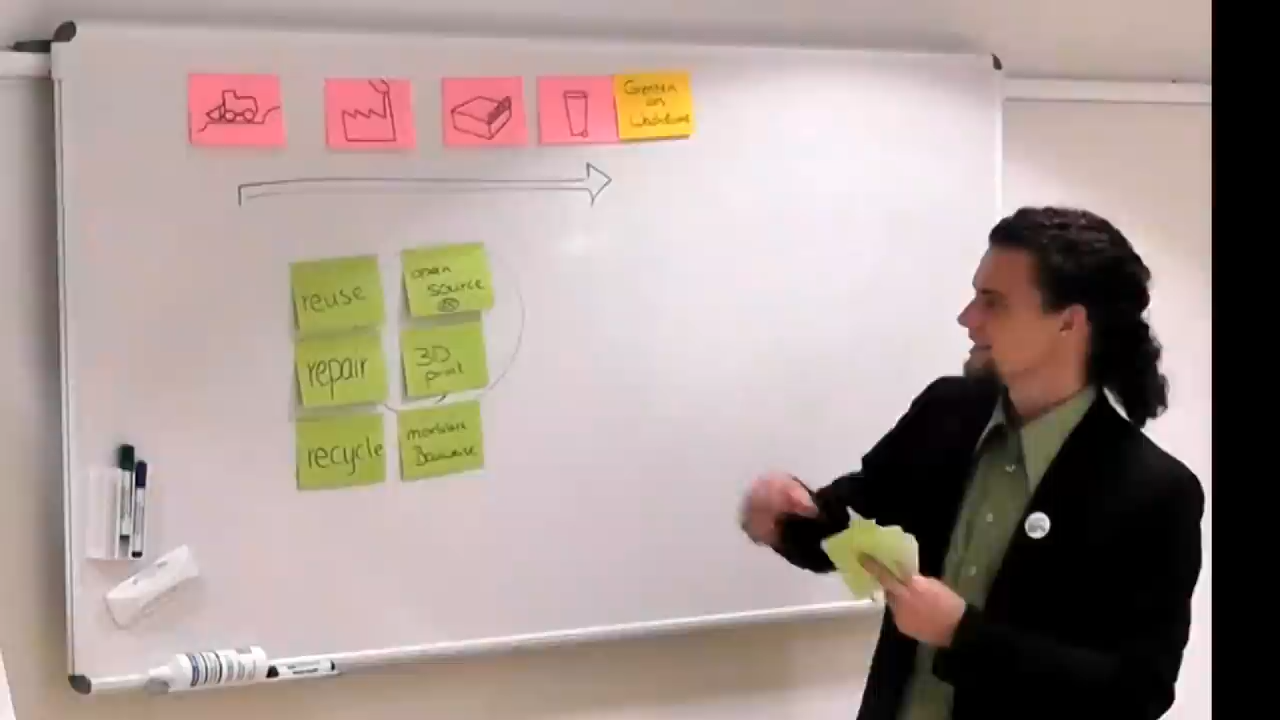 Grenzen
an
Wachstum
reuse
open
source
repair
3D
print
recycle
modulare
Bauweise